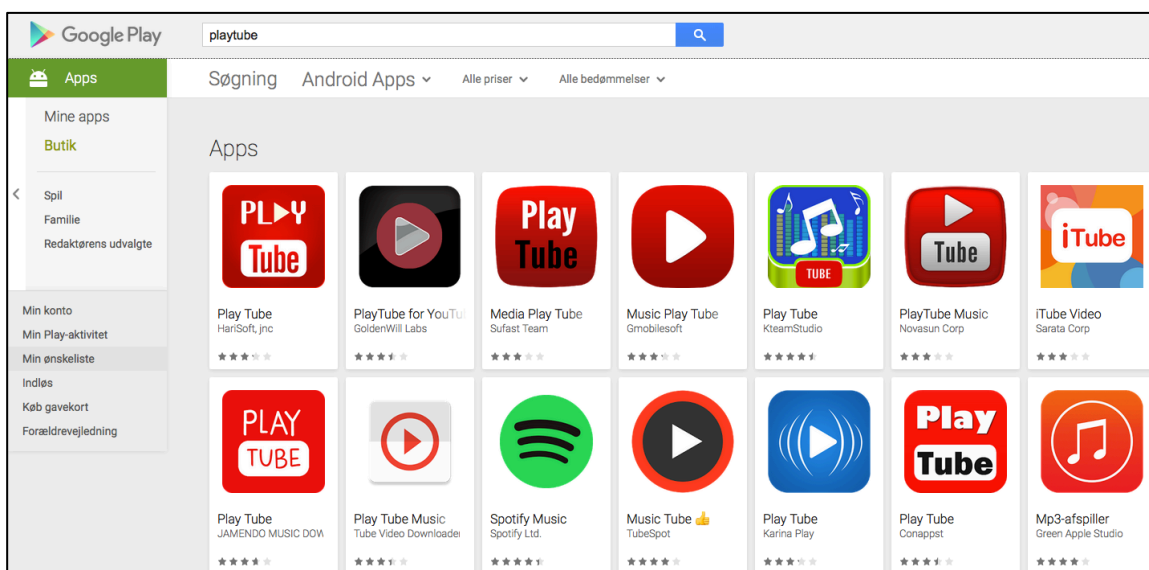 Google Play
playtube
Apps
Søgning
Android Apps
Alle priser
Alle bedømmelser
Mine apps
Butik
Spil
Familie
Redaktørens udvalgte
Min konto
Min Play-aktivitet
Min ønskeliste
Indløs
Køb gavekort
Forældrevejledning
Apps
PLAY Tube
Play Tube
TUBE
Tube
iTube
Play Tube
PlayTube for YouTu
Media Play Tube
Music Play Tube
Play Tube
PlayTube Music
iTube Video
HariSoft, jnc
GoldenWill Labs
Sufast Team
Gmobilesoft
KteamStudio
Novasun Corp
Sarata Corp
PLAY TUBE
Play Tube
Play Tube
Play Tube Music
Spotify Music
Music Tube 👍
Play Tube
Play Tube
Mp3-afspiller
JAMENDO MUSIC DOW
Tube Video Downloader
Spotify Ltd.
TubeSpot
Karina Play
Conappst
Green Apple Studio